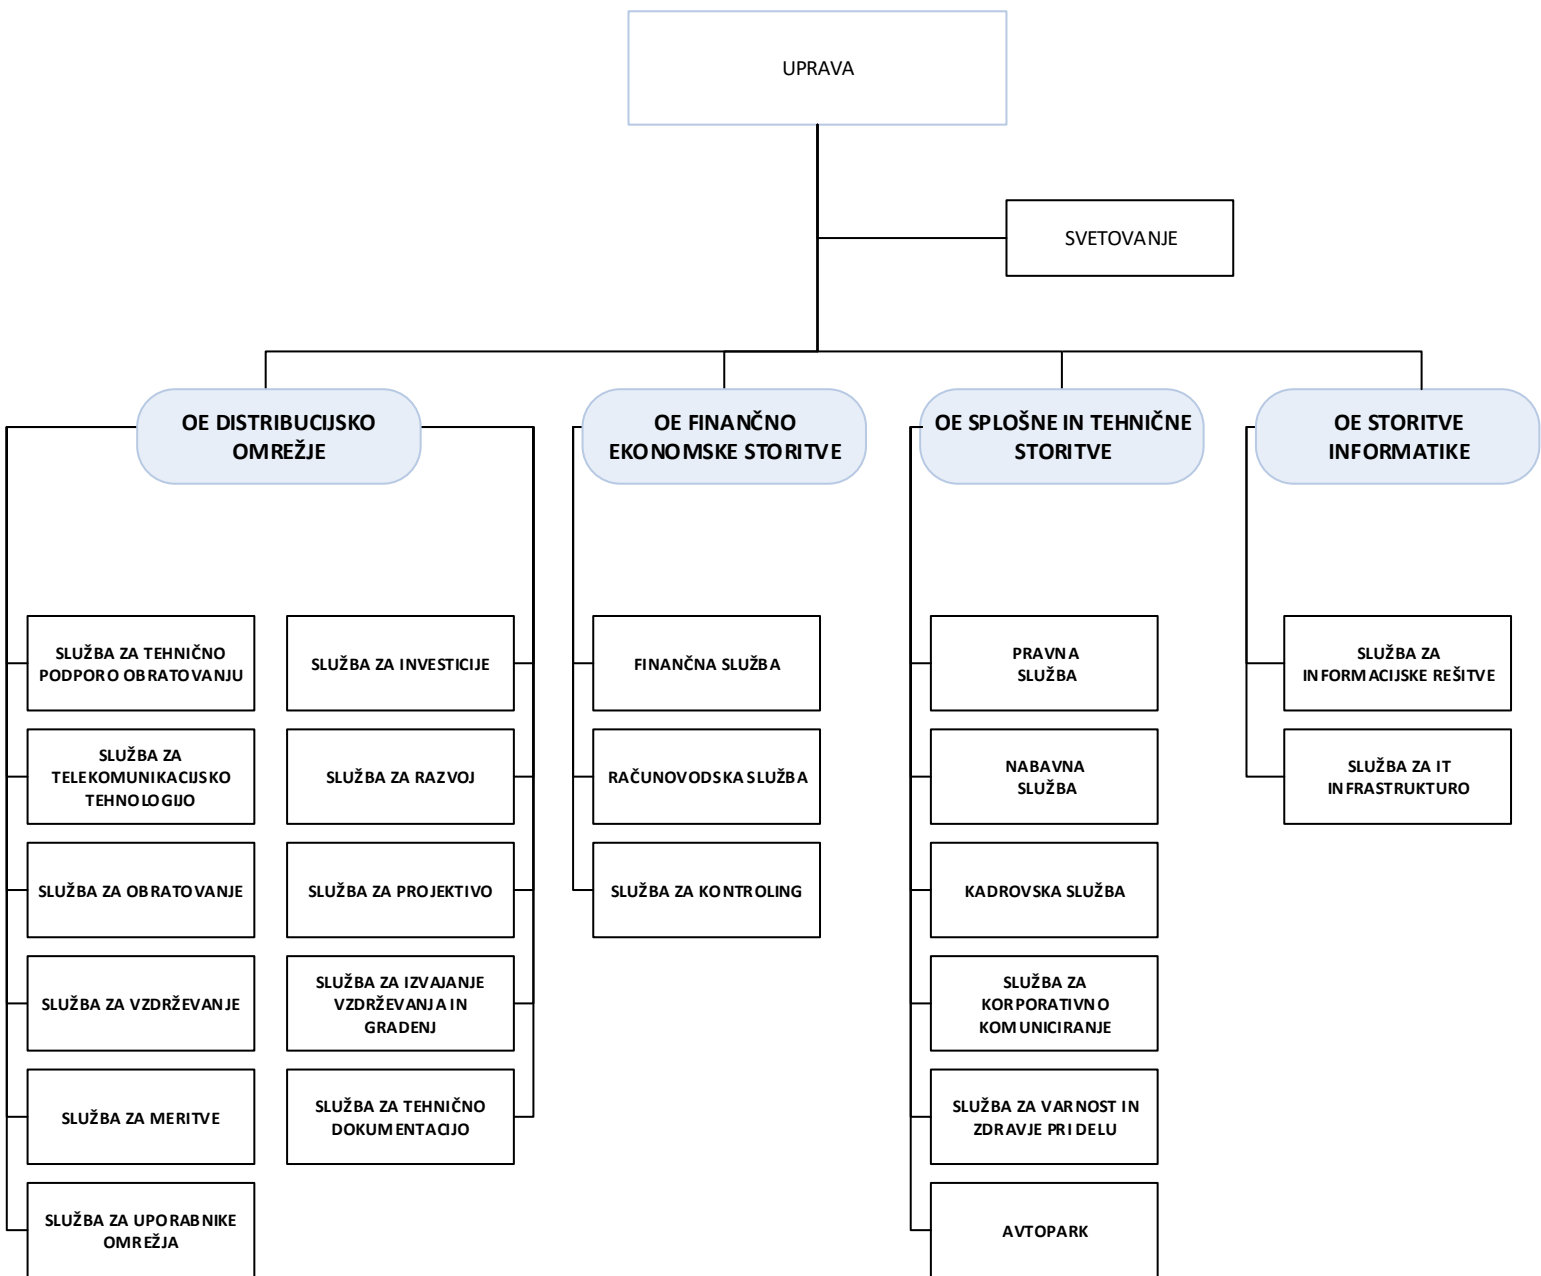 UPRAVA
SVETOVANJE
OE DISTRIBUCIJSKO
OMREŽJE
OE FINANČNO
EKONOMSKE STORITVE
OE SPLOŠNE IN TEHNIČNE
STORITVE
OE STORITVE
INFORMATIKE
SLUŽBA ZA TEHNIČNO
PODPORO OBRATOVANJU
SLUŽBA ZA
TELEKOMUNIKACIJSKO
TEHNOLOGIJO
SLUŽBA ZA OBRATOVANJE
SLUŽBA ZA VZDRŽEVANJE
SLUŽBA ZA MERITVE
SLUŽBA ZA UPORABNIKE
OMREŽJA
SLUŽBA ZA INVESTICIJE
SLUŽBA ZA RAZVOJ
SLUŽBA ZA PROJEKTIVO
SLUŽBA ZA IZVAJANJE
VZDRŽEVANJA IN
GRADENJ
SLUŽBA ZA TEHNIČNO
DOKUMENTACIJO
FINANČNA SLUŽBA
RAČUNOVODSKA SLUŽBA
SLUŽBA ZA KONTROLING
PRAVNA
SLUŽBA
NABAVNA
SLUŽBA
KADROVSKA SLUŽBA
SLUŽBA ZA
KORPORATIVNO
KOMUNICIRANJE
SLUŽBA ZA VARNOST IN
ZDRAVJE PRI DELU
AVTOPARK
SLUŽBA ZA
INFORMACIJSKE REŠITVE
SLUŽBA ZA IT
INFRASTRUKTURO